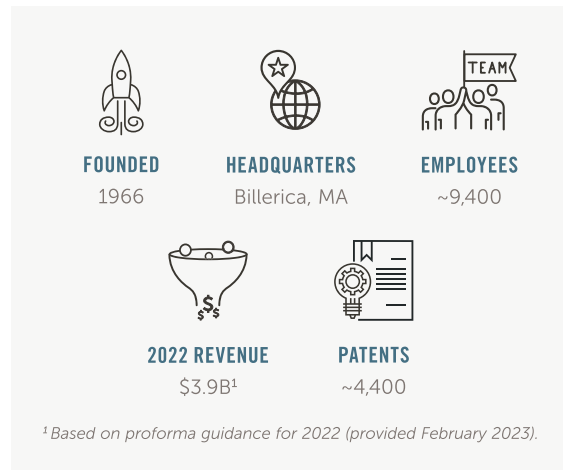 TEAM
FOUNDED HEADQUARTERS EMPLOYEES
1966 Billerica, MA ~9,400
$
$ $
2022 REVENUE PATENTS
$3.9B¹ ~4,400
¹ Based on proforma guidance for 2022 (provided February 2023).